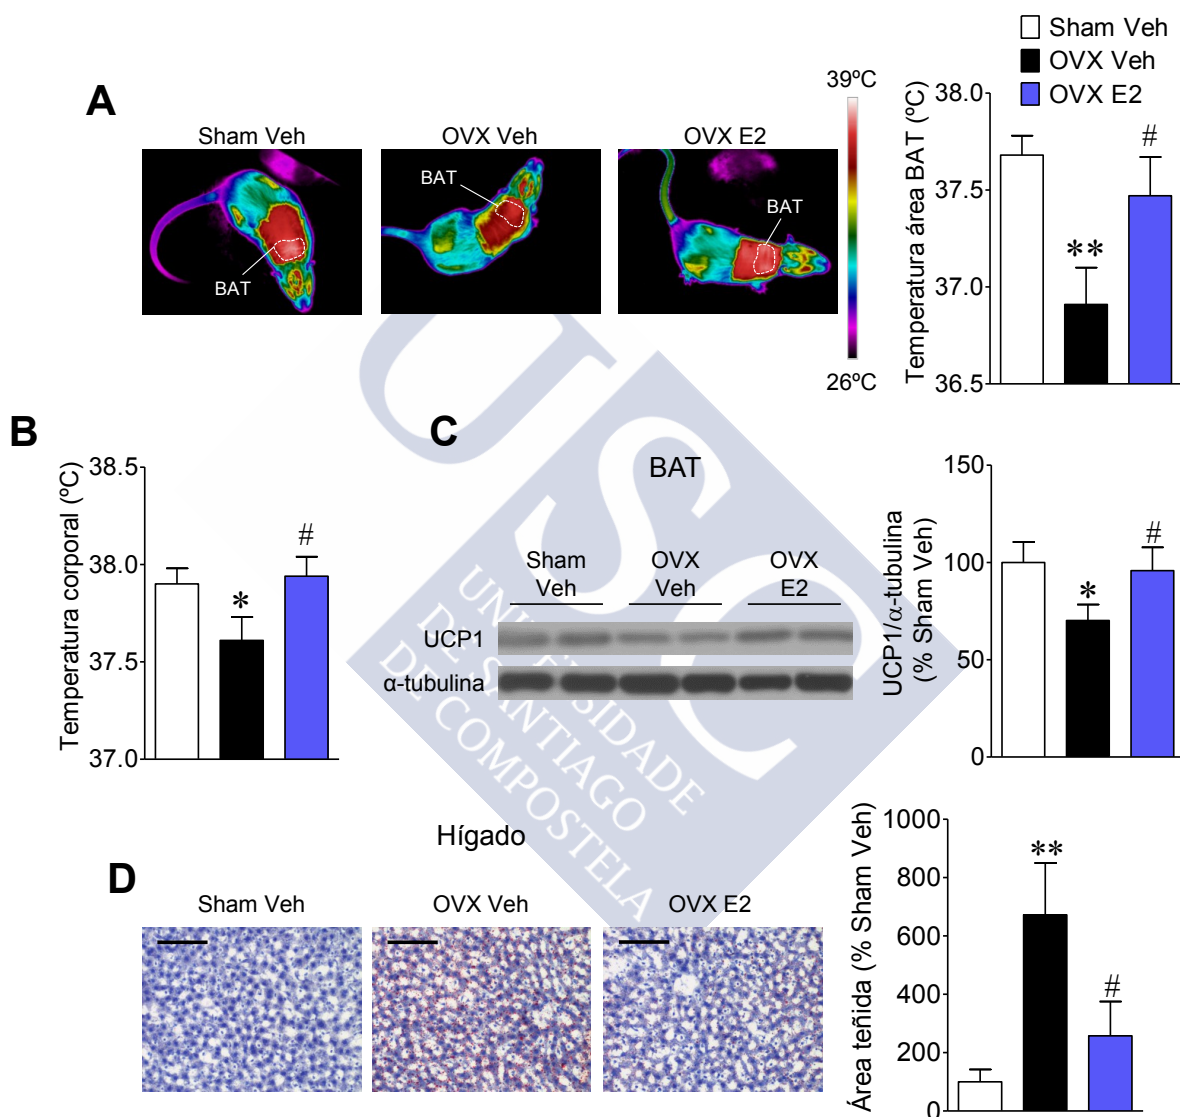 Sham Veh
OVX Veh
OVX E2
A
Sham Veh
OVX Veh
OVX E2
BAT
BAT
BAT
39ºC
26ºC
Temperatura área BAT (ºC)
38.0
37.5
37.0
36.5
**
#
B
Temperatura corporal (ºC)
38.5
38.0
37.5
37.0
*
#
C
BAT
Sham Veh
OVX Veh
OVX E2
UCP1
α-tubulina
UCP1/α-tubulina
(% Sham Veh)
150
100
50
0
*
#
D
Hígado
Sham Veh
OVX Veh
OVX E2
Área teñida (% Sham Veh)
1000
800
600
400
200
0
**
#
USC
UNIVERSIDADE
DE SANTIAGO
DE COMPOSTELA